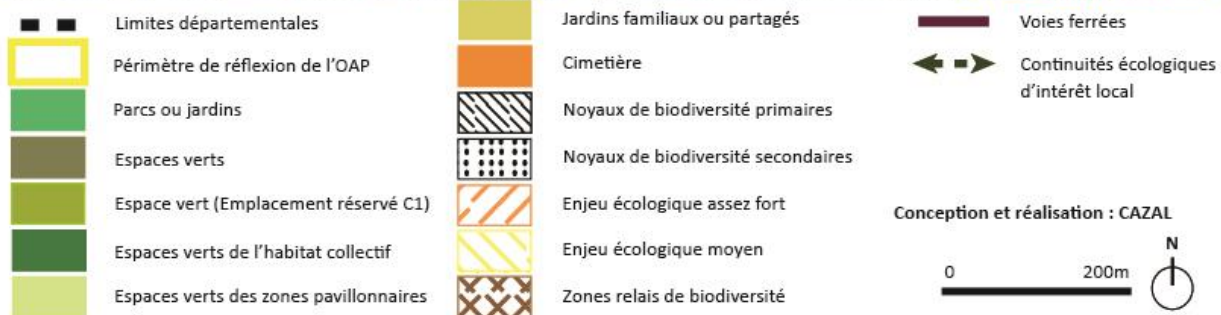 Limites départementales
Périmètre de réflexion de l'OAP
Parcs ou jardins
Espaces verts
Espace vert (Emplacement réservé C1)
Espaces verts de l'habitat collectif
Espaces verts des zones pavillonnaires
Jardins familiaux ou partagés
Cimetière
Noyaux de biodiversité primaires
Noyaux de biodiversité secondaires
Enjeu écologique assez fort
Enjeu écologique moyen
Zones relais de biodiversité
Voies ferrées
Continuités écologiques
d'intérêt local
Conception et réalisation : CAZAL
N
0 200m